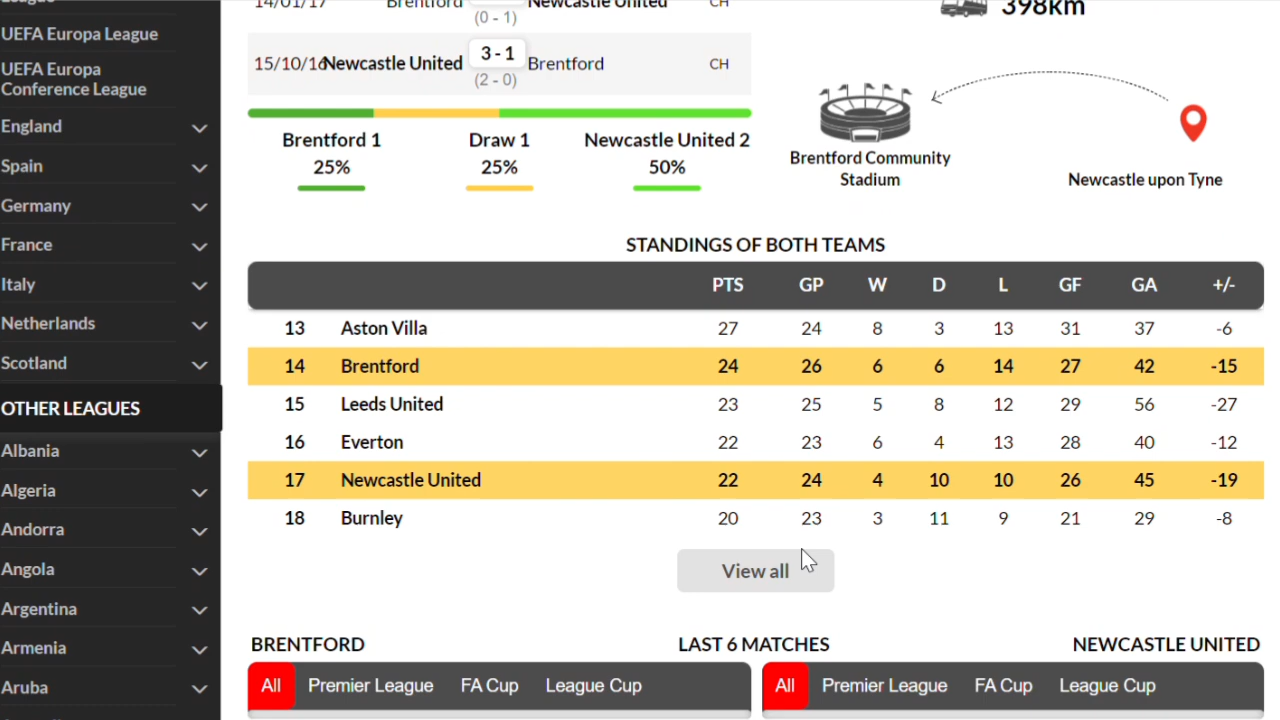 League
UEFA Europa League
UEFA Europa
Conference League
England
Spain
Germany
France
Italy
Netherlands
Scotland
OTHER LEAGUES
Albania
Algeria
Andorra
Angola
Argentina
Armenia
Aruba
14/01/17 Brentford Newcastle United CH
(0 - 1)
15/10/16 Newcastle United 3 - 1 Brentford CH
(2 - 0)
Brentford 1 Draw 1 Newcastle United 2
25% 25% 50%
398km
Brentford Community
Stadium
Newcastle upon Tyne
STANDINGS OF BOTH TEAMS
PTS GP W D L GF GA +/-
13 Aston Villa 27 24 8 3 13 31 37 -6
14 Brentford 24 26 6 6 14 27 42 -15
15 Leeds United 23 25 5 8 12 29 56 -27
16 Everton 22 23 6 4 13 28 40 -12
17 Newcastle United 22 24 4 10 10 26 45 -19
18 Burnley 20 23 3 11 9 21 29 -8
View all
BRENTFORD LAST 6 MATCHES NEWCASTLE UNITED
All Premier League FA Cup League Cup
All Premier League FA Cup League Cup